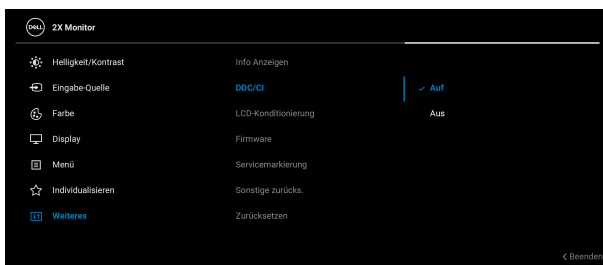 DELL
2X Monitor
Helligkeit/Kontrast
Info Anzeigen
Eingabe-Quelle
DDC/CI
Auf
Farbe
LCD-Konditionierung
Aus
Display
Firmware
Menü
Servicemarkierung
Individualisieren
Sonstige zurücks.
Weiteres
Zurücksetzen
Beenden